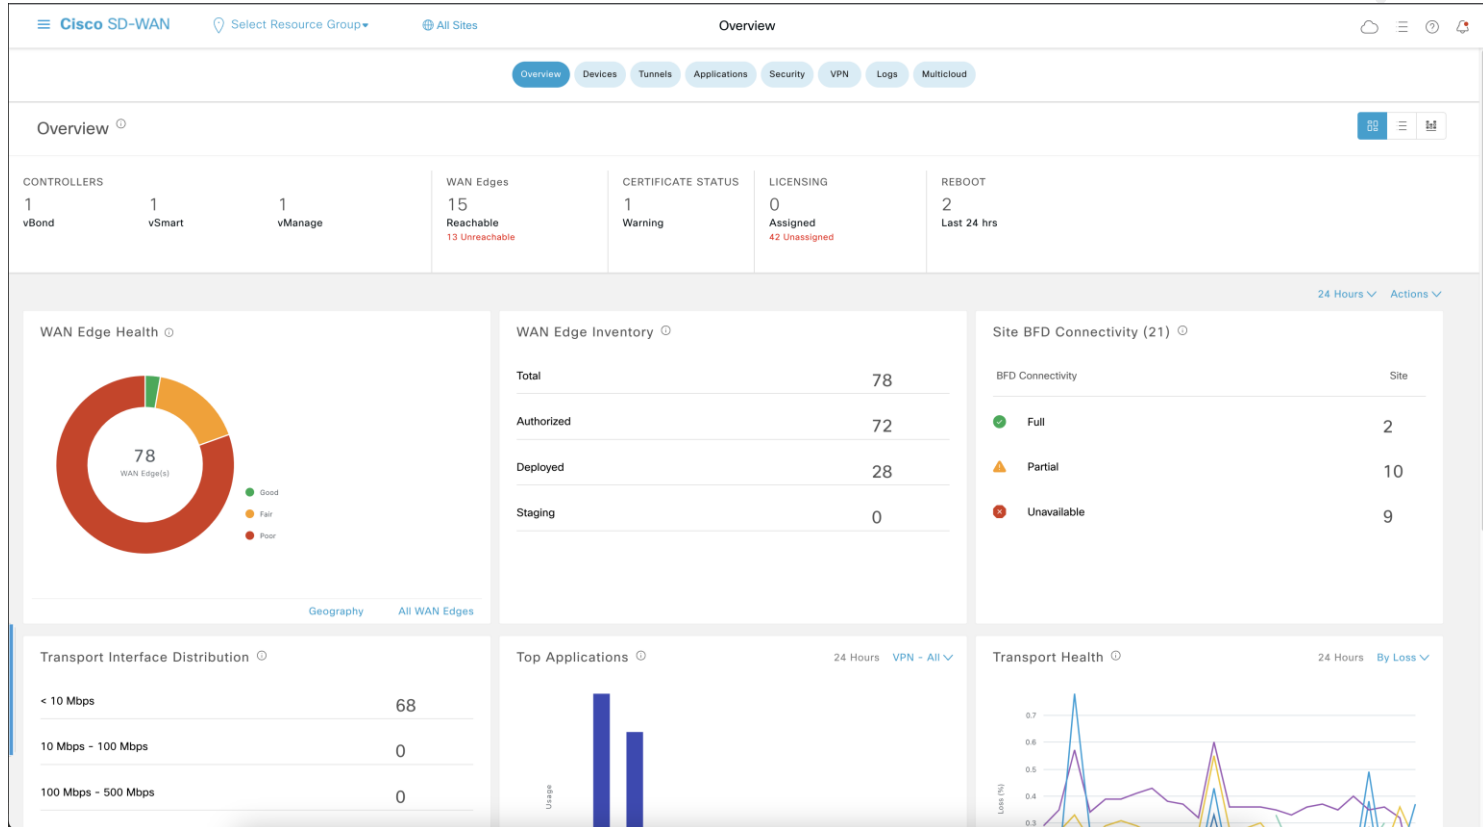 Cisco SD-WAN Select Resource Group All Sites Overview
Overview Devices Tunnels Applications Security VPN Logs Multicloud
Overview
CONTROLLERS WAN Edges CERTIFICATE STATUS LICENSING REBOOT
1 1 1 15 1 0 2
vBond vSmart vManage Reachable Warning Assigned Last 24 hrs
13 Unreachable 42 Unassigned
24 Hours Actions
WAN Edge Health
78
WAN Edge(s)
Good
Fair
Poor
Geography All WAN Edges
WAN Edge Inventory
Total 78
Authorized 72
Deployed 28
Staging 0
Site BFD Connectivity (21)
BFD Connectivity Site
Full 2
Partial 10
Unavailable 9
Transport Interface Distribution
< 10 Mbps 68
10 Mbps - 100 Mbps 0
100 Mbps - 500 Mbps 0
Top Applications 24 Hours VPN - All
Usage
Transport Health 24 Hours By Loss
0.7
0.6
0.5
0.4
0.3
Loss (%)